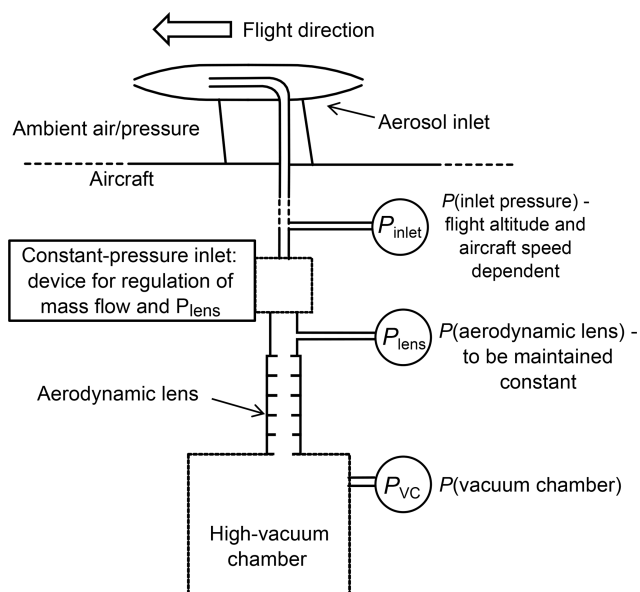 Flight direction
Ambient air/pressure
Aerosol inlet
Aircraft
Pinlet
P(inlet pressure) -
flight altitude and
aircraft speed
dependent
Constant-pressure inlet:
device for regulation of
mass flow and Plens
Plens
P(aerodynamic lens) -
to be maintained
constant
Aerodynamic lens
PVC
P(vacuum chamber)
High-vacuum
chamber